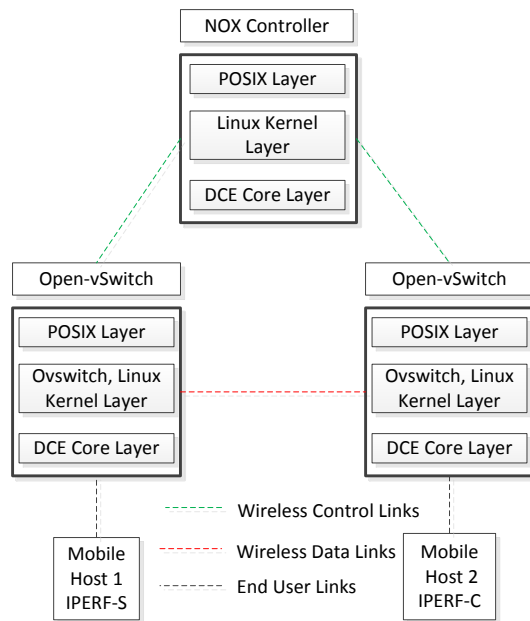 NOX Controller
POSIX Layer
Linux Kernel
Layer
DCE Core Layer
Open-vSwitch
POSIX Layer
Ovswitch, Linux
Kernel Layer
DCE Core Layer
Open-vSwitch
POSIX Layer
Ovswitch, Linux
Kernel Layer
DCE Core Layer
Wireless Control Links
Wireless Data Links
End User Links
Mobile
Host 1
IPERF-S
Mobile
Host 2
IPERF-C